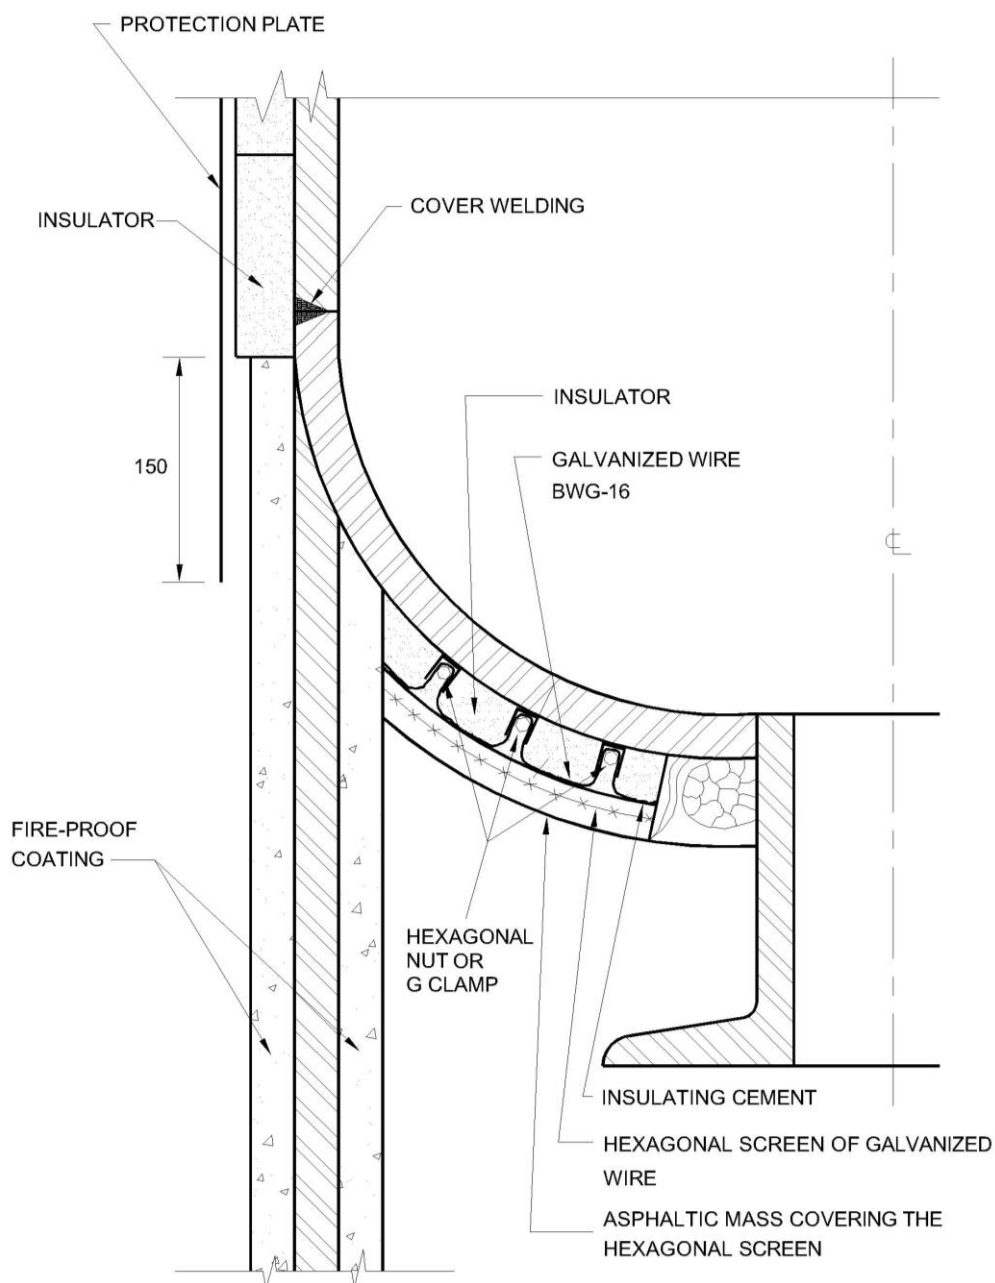 PROTECTION PLATE
COVER WELDING
INSULATOR
INSULATOR
GALVANIZED WIRE
BWG-16
150
℄
FIRE-PROOF
COATING
HEXAGONAL
NUT OR
G CLAMP
INSULATING CEMENT
HEXAGONAL SCREEN OF GALVANIZED
WIRE
ASPHALTIC MASS COVERING THE
HEXAGONAL SCREEN